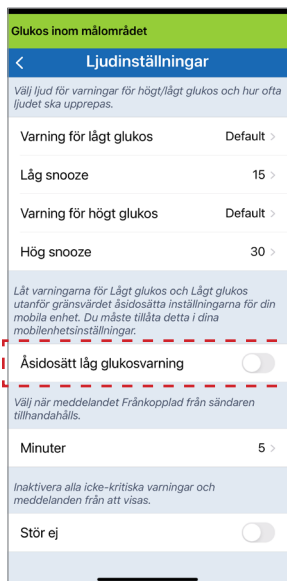 Glukos inom målområdet
Ljudinställningar
Välj ljud för varningar för högt/lågt glukos och hur ofta
ljudet ska upprepas.
Varning för lågt glukos Default
Låg snooze 15
Varning för högt glukos Default
Hög snooze 30
Låt varningarna för Lågt glukos och Lågt glukos
utanför gränsvärdet åsidosätta inställningarna för din
mobila enhet. Du måste tillåta detta i dina
mobilenhetsinställningar.
Åsidosätt låg glukosvarning
Välj när meddelandet Frånkopplad från sändaren
tillhandahålls.
Minuter 5
Inaktivera alla icke-kritiska varningar och
meddelanden från att visas.
Stör ej